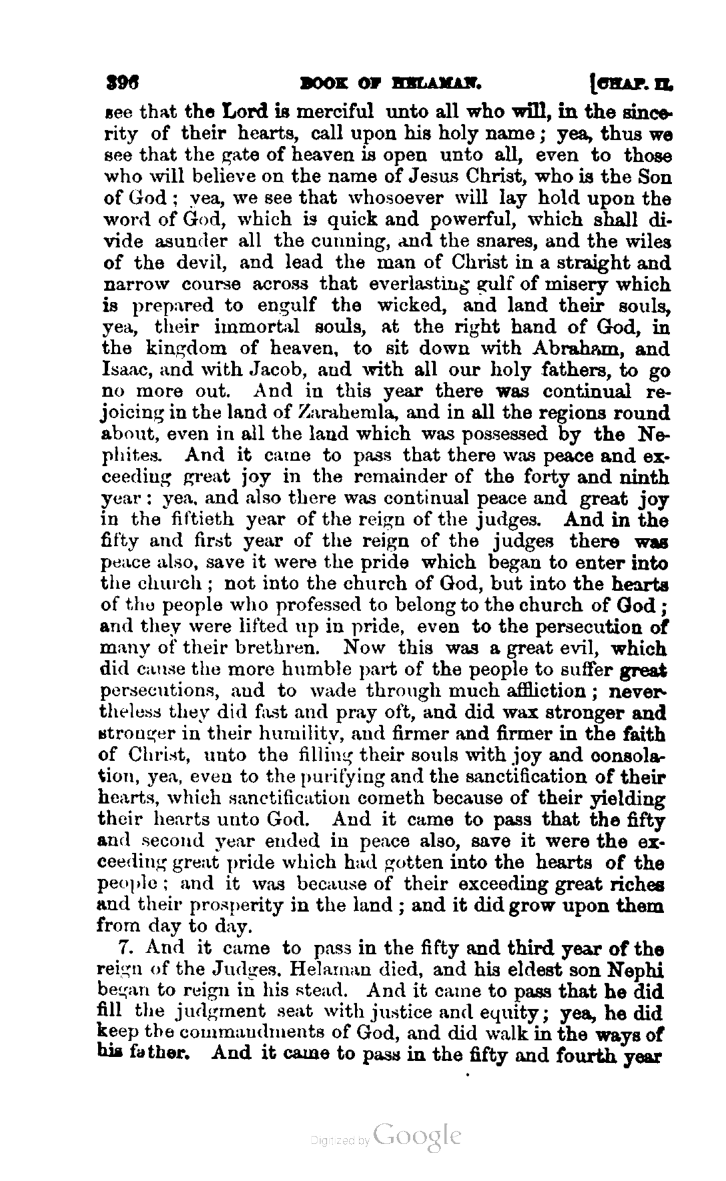 396 BOOK OF HELAMAN. [CHAP. II.
see that the Lord is merciful unto all who will, in the since-
rity of their hearts, call upon his holy name; yea, thus we
see that the gate of heaven is open unto all, even to those
who will believe on the name of Jesus Christ, who is the Son
of God; yea, we see that whosoever will lay hold upon the
word of God, which is quick and powerful, which shall di-
vide asunder all the cunning, and the snares, and the wiles
of the devil, and lead the man of Christ in a straight and
narrow course across that everlasting gulf of misery which
is prepared to engulf the wicked, and land their souls,
yea, their immortal souls, at the right hand of God, in
the kingdom of heaven, to sit down with Abraham, and
Isaac, and with Jacob, and with all our holy fathers, to go
no more out. And in this year there was continual re-
joicing in the land of Zarahemla, and in all the regions round
about, even in all the land which was possessed by the Ne-
phites. And it came to pass that there was peace and ex-
ceeding great joy in the remainder of the forty and ninth
year; yea, and also there was continual peace and great joy
in the fiftieth year of the reign of the judges. And in the
fifty and first year of the reign of the judges there was
peace also, save it were the pride which began to enter into
the church; not into the church of God, but into the hearts
of the people who professed to belong to the church of God;
and they were lifted up in pride, even to the persecution of
many of their brethren. Now this was a great evil, which
did cause the more humble part of the people to suffer great
persecutions, and to wade through much affliction; never-
theless they did fast and pray oft, and did wax stronger and
stronger in their humility, and firmer and firmer in the faith
of Christ, unto the filling their souls with joy and consola-
tion, yea, even to the purifying and the sanctification of their
hearts, which sanctification cometh because of their yielding
their hearts unto God. And it came to pass that the fifty
and second year ended in peace also, save it were the ex-
ceeding great pride which had gotten into the hearts of the
people; and it was because of their exceeding great riches
and their prosperity in the land; and it did grow upon them
from day to day.
7. And it came to pass in the fifty and third year of the
reign of the Judges, Helaman died, and his eldest son Nephi
began to reign in his stead. And it came to pass that he did
fill the judgment seat with justice and equity; yea, he did
keep the commandments of God, and did walk in the ways of
his father. And it came to pass in the fifty and fourth year
Digitized by Google